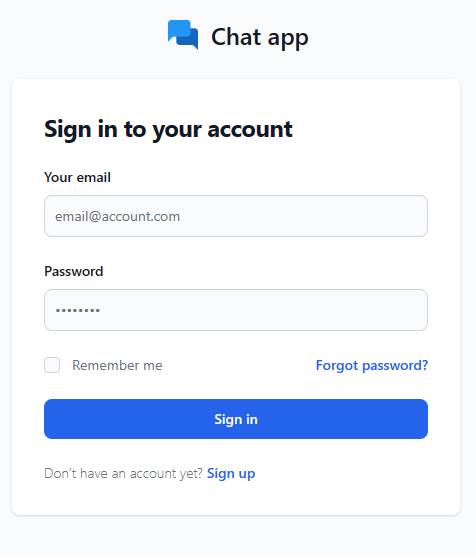 Chat app
Sign in to your account
Your email
email@account.com
Password
••••••••
Remember me
Forgot password?
Sign in
Don't have an account yet? Sign up